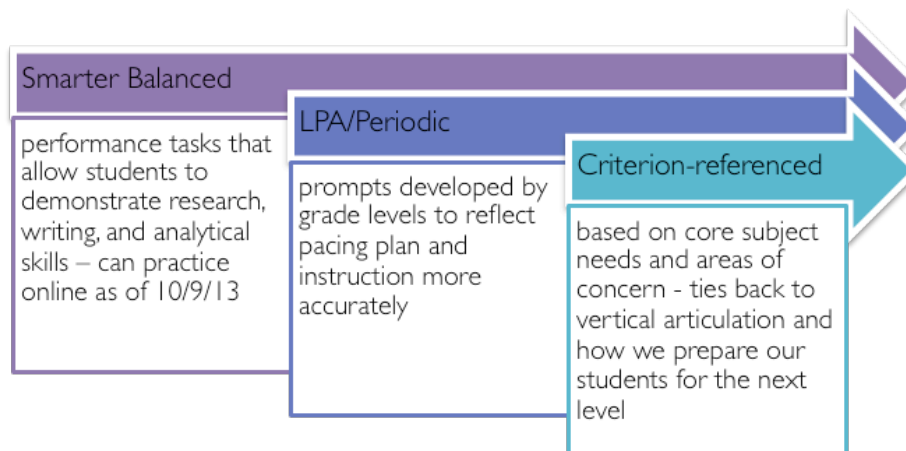 Smarter Balanced
performance tasks that
allow students to
demonstrate research,
writing, and analytical
skills – can practice
online as of 10/9/13
LPA/Periodic
prompts developed by
grade levels to reflect
pacing plan and
instruction more
accurately
Criterion-referenced
based on core subject
needs and areas of
concern - ties back to
vertical articulation and
how we prepare our
students for the next
level